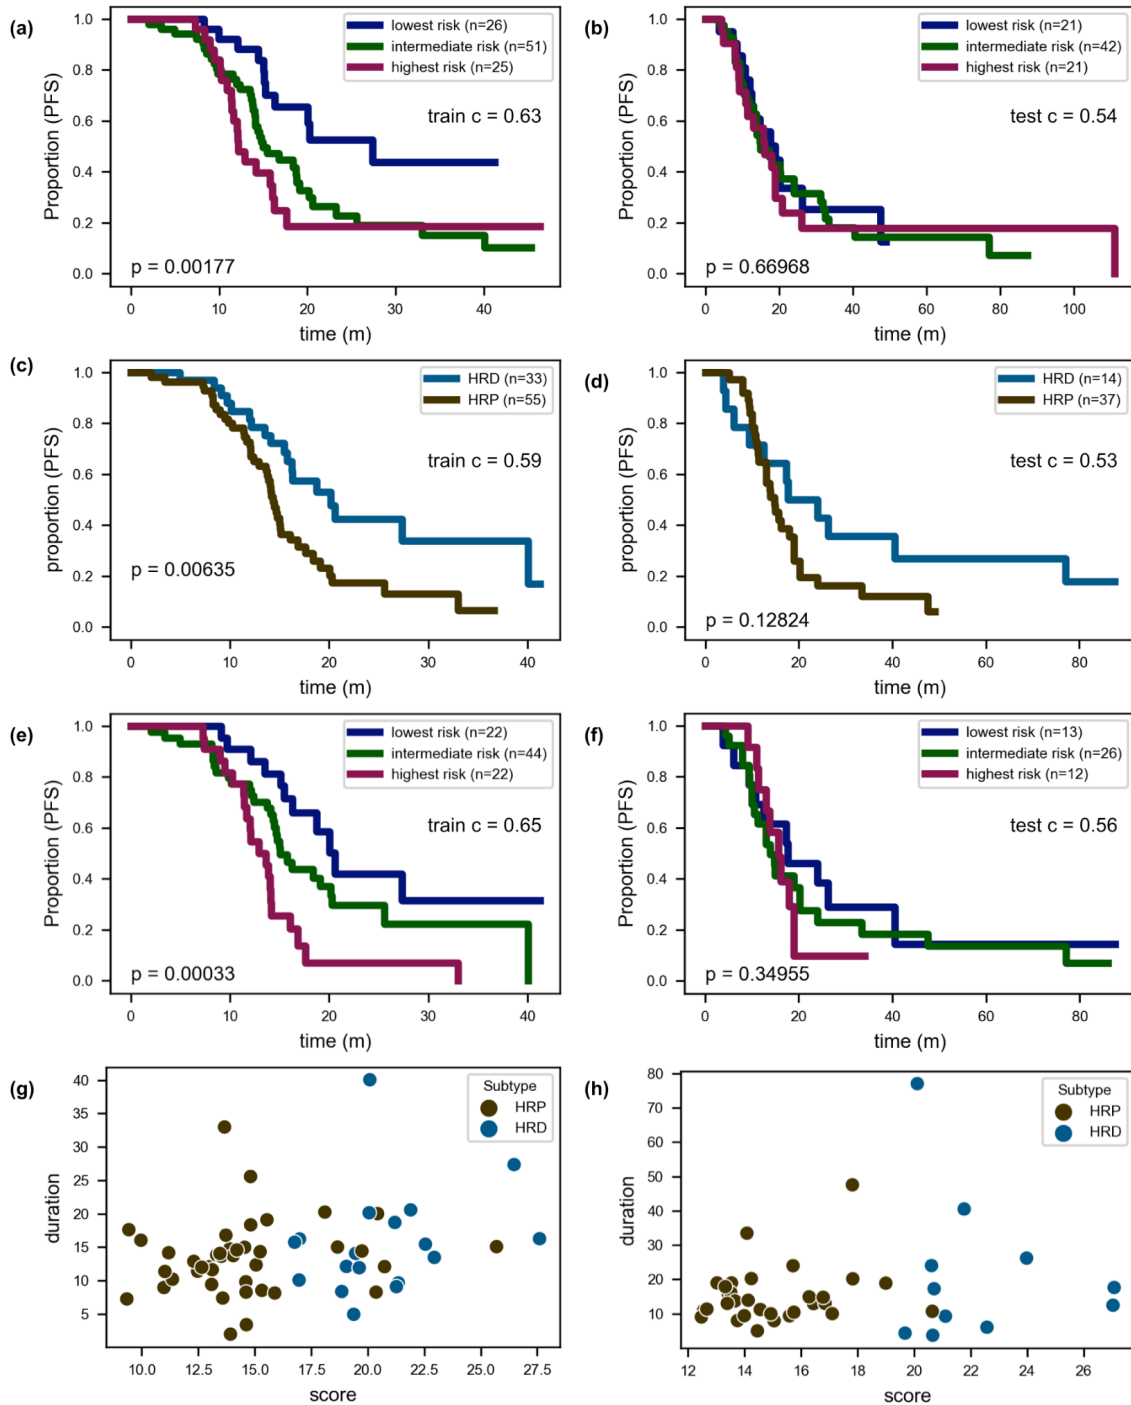 (a)
1.0
0.8
0.6
0.4
0.2
0.0
Proportion (PFS)
lowest risk (n=26)
intermediate risk (n=51)
highest risk (n=25)
train c = 0.63
p = 0.00177
0 10 20 30 40
time (m)
(b)
1.0
0.8
0.6
0.4
0.2
0.0
Proportion (PFS)
lowest risk (n=21)
intermediate risk (n=42)
highest risk (n=21)
test c = 0.54
p = 0.66968
0 20 40 60 80 100
time (m)
(c)
1.0
0.8
0.6
0.4
0.2
0.0
proportion (PFS)
HRD (n=33)
HRP (n=55)
train c = 0.59
p = 0.00635
0 10 20 30 40
time (m)
(d)
1.0
0.8
0.6
0.4
0.2
0.0
proportion (PFS)
HRD (n=14)
HRP (n=37)
test c = 0.53
p = 0.12824
0 20 40 60 80
time (m)
(e)
1.0
0.8
0.6
0.4
0.2
0.0
Proportion (PFS)
lowest risk (n=22)
intermediate risk (n=44)
highest risk (n=22)
train c = 0.65
p = 0.00033
0 10 20 30 40
time (m)
(f)
1.0
0.8
0.6
0.4
0.2
0.0
Proportion (PFS)
lowest risk (n=13)
intermediate risk (n=26)
highest risk (n=12)
test c = 0.56
p = 0.34955
0 20 40 60 80
time (m)
(g)
40
35
30
25
20
15
10
5
duration
Subtype
HRP
HRD
10.0 12.5 15.0 17.5 20.0 22.5 25.0 27.5
score
(h)
80
70
60
50
40
30
20
10
duration
Subtype
HRP
HRD
12 14 16 18 20 22 24 26
score